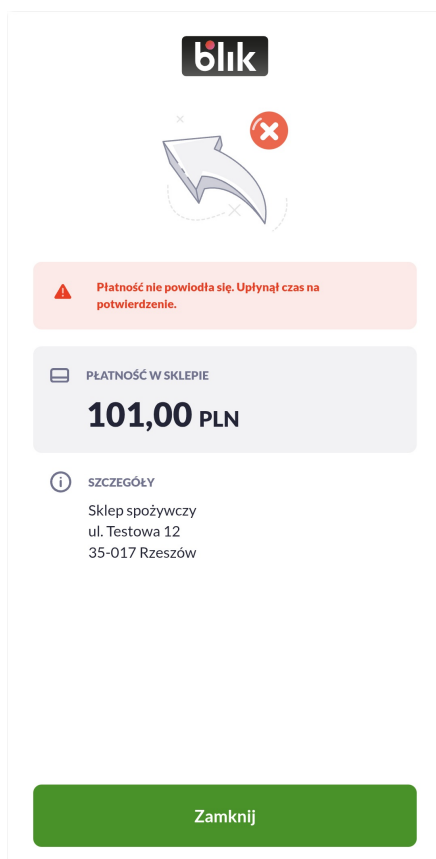 blik
Płatność nie powiodła się. Upłynął czas na
potwierdzenie.
PŁATNOŚĆ W SKLEPIE
101,00 PLN
SZCZEGÓŁY
Sklep spożywczy
ul. Testowa 12
35-017 Rzeszów
Zamknij